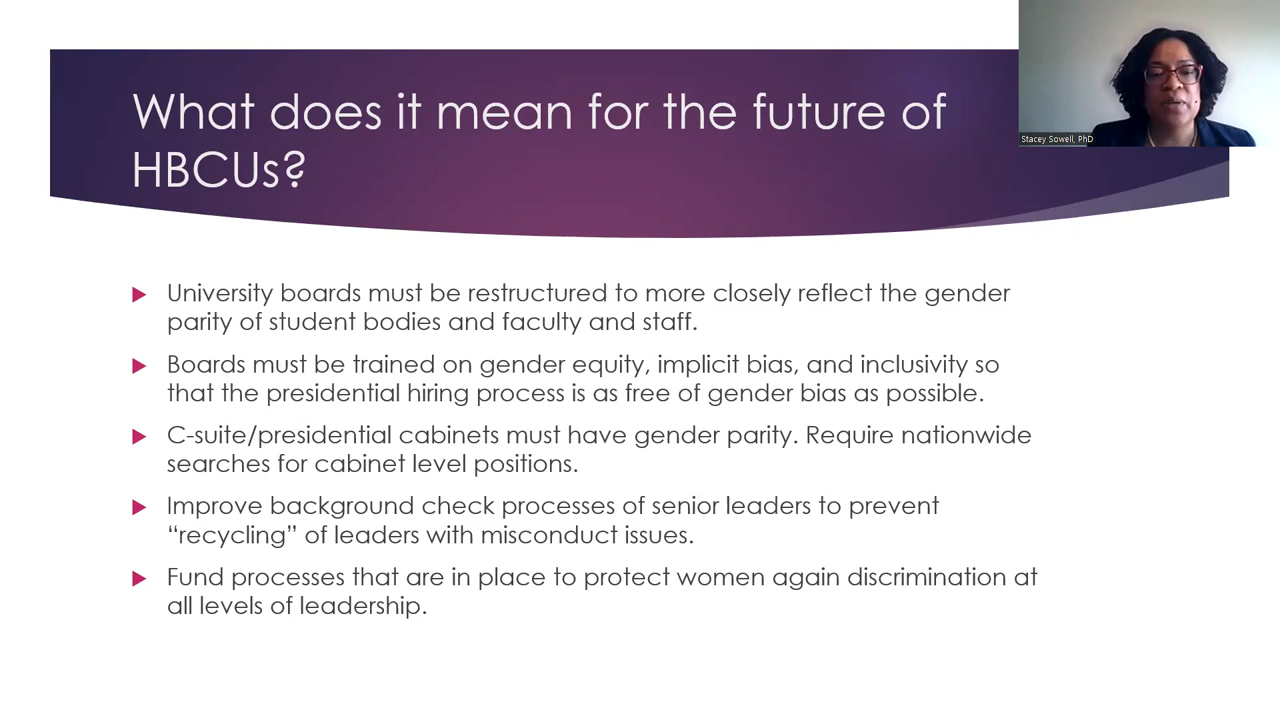 What does it mean for the future of
HBCUs?
Stacey Sowell, PhD
University boards must be restructured to more closely reflect the gender
parity of student bodies and faculty and staff.
Boards must be trained on gender equity, implicit bias, and inclusivity so
that the presidential hiring process is as free of gender bias as possible.
C-suite/presidential cabinets must have gender parity. Require nationwide
searches for cabinet level positions.
Improve background check processes of senior leaders to prevent
“recycling” of leaders with misconduct issues.
Fund processes that are in place to protect women again discrimination at
all levels of leadership.